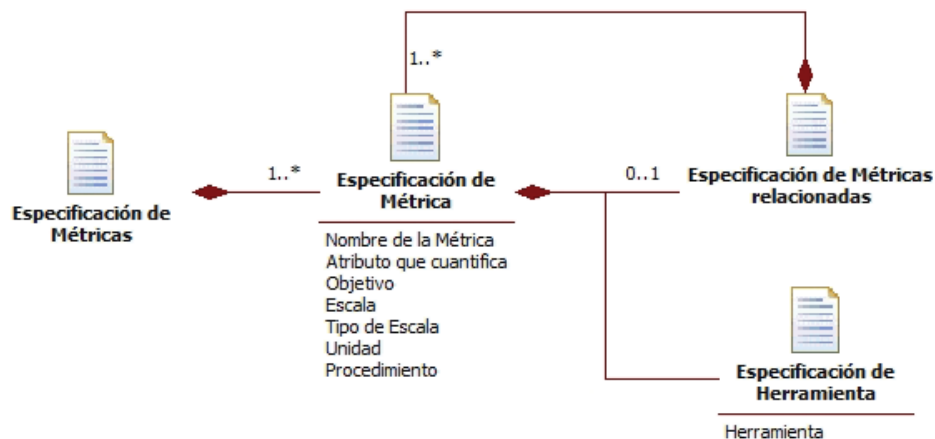 1..*
Especificación de
Métricas
1..*
Especificación de
Métrica
Nombre de la Métrica
Atributo que cuantifica
Objetivo
Escala
Tipo de Escala
Unidad
Procedimiento
0..1
Especificación de Métricas
relacionadas
Especificación de
Herramienta
Herramienta